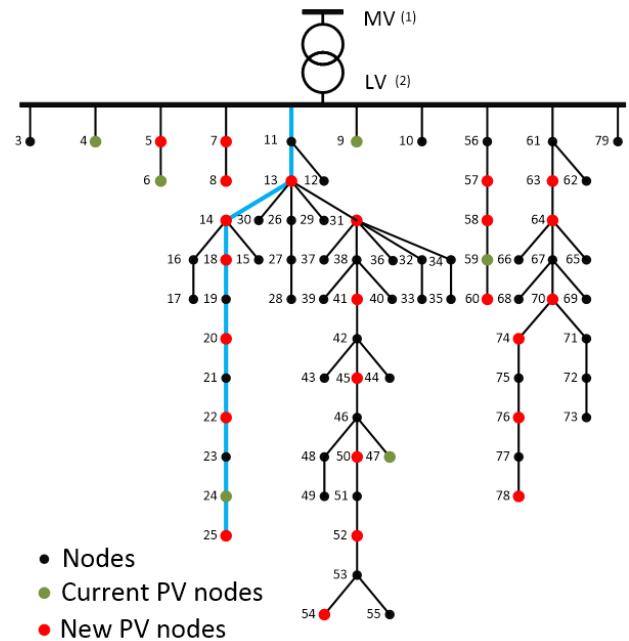 MV (1)
LV (2)
3 4 5 7 11 9 10 56 61 79
6 8 13 12 57 63 62
14 30 26 29 31 58 64
16 18 15 27 37 38 36 32 34 59 66 67 65
17 19 28 39 41 40 33 35 60 68 70 69
20 42 74 71
21 43 45 44 75 72
22 46 76 73
23 48 50 47 77
24 49 51 78
25 52
53
54 55
Nodes
Current PV nodes
New PV nodes